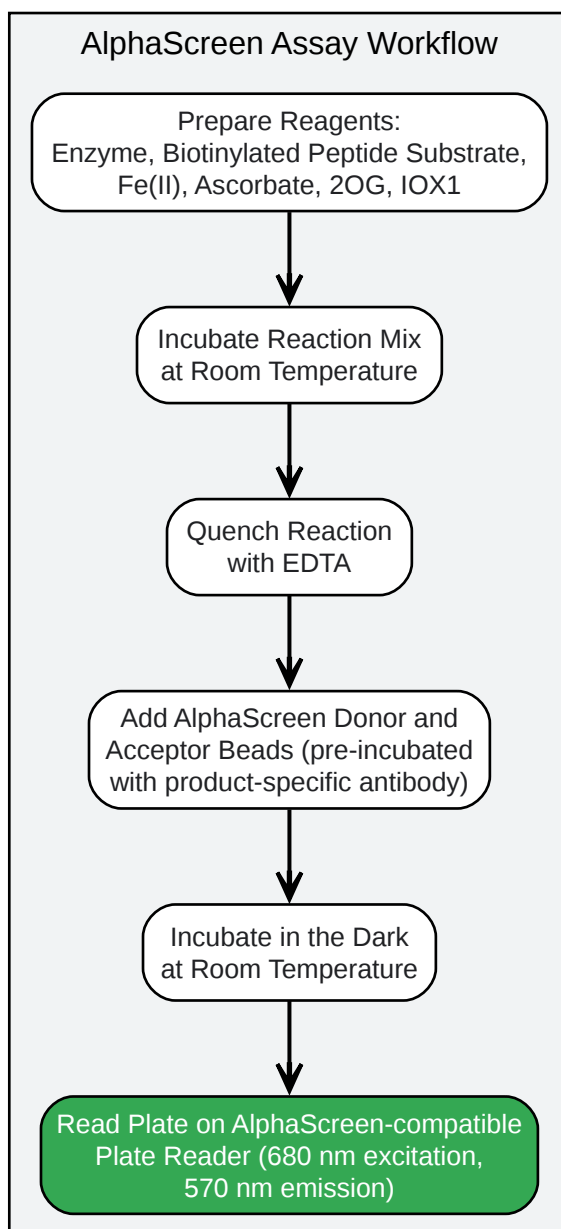 AlphaScreen Assay Workflow
Prepare Reagents:
Enzyme, Biotinylated Peptide Substrate,
Fe(II), Ascorbate, 2OG, IOX1
Incubate Reaction Mix
at Room Temperature
Quench Reaction
with EDTA
Add AlphaScreen Donor and
Acceptor Beads (pre-incubated
with product-specific antibody)
Incubate in the Dark
at Room Temperature
Read Plate on AlphaScreen-compatible
Plate Reader (680 nm excitation,
570 nm emission)